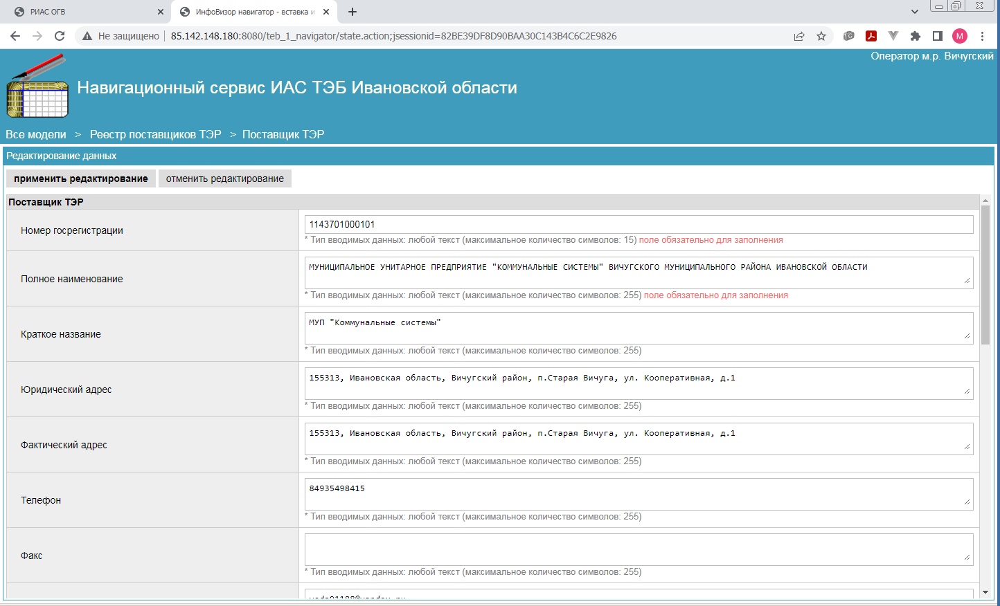 РИАС ОГВ
ИнфоВизор навигатор - вставка и
Не защищено | 85.142.148.180:8080/teb_1_navigator/state.action;jsessionid=82BE39DF8D90BAA30C143B4C6C2E9826
M
Оператор м.р. Вичугский
Навигационный сервис ИАС ТЭБ Ивановской области
Все модели > Реестр поставщиков ТЭР > Поставщик ТЭР
Редактирование данных
применить редактирование отменить редактирование
Поставщик ТЭР
Номер госрегистрации
1143701000101
* Тип вводимых данных: любой текст (максимальное количество символов: 15) поле обязательно для заполнения
Полное наименование
МУНИЦИПАЛЬНОЕ УНИТАРНОЕ ПРЕДПРИЯТИЕ "КОММУНАЛЬНЫЕ СИСТЕМЫ" ВИЧУГСКОГО МУНИЦИПАЛЬНОГО РАЙОНА ИВАНОВСКОЙ ОБЛАСТИ
* Тип вводимых данных: любой текст (максимальное количество символов: 255) поле обязательно для заполнения
Краткое название
МУП "Коммунальные системы"
* Тип вводимых данных: любой текст (максимальное количество символов: 255)
Юридический адрес
155313, Ивановская область, Вичугский район, п.Старая Вичуга, ул. Кооперативная, д.1
* Тип вводимых данных: любой текст (максимальное количество символов: 255)
Фактический адрес
155313, Ивановская область, Вичугский район, п.Старая Вичуга, ул. Кооперативная, д.1
* Тип вводимых данных: любой текст (максимальное количество символов: 255)
Телефон
84935498415
* Тип вводимых данных: любой текст (максимальное количество символов: 255)
Факс
* Тип вводимых данных: любой текст (максимальное количество символов: 255)